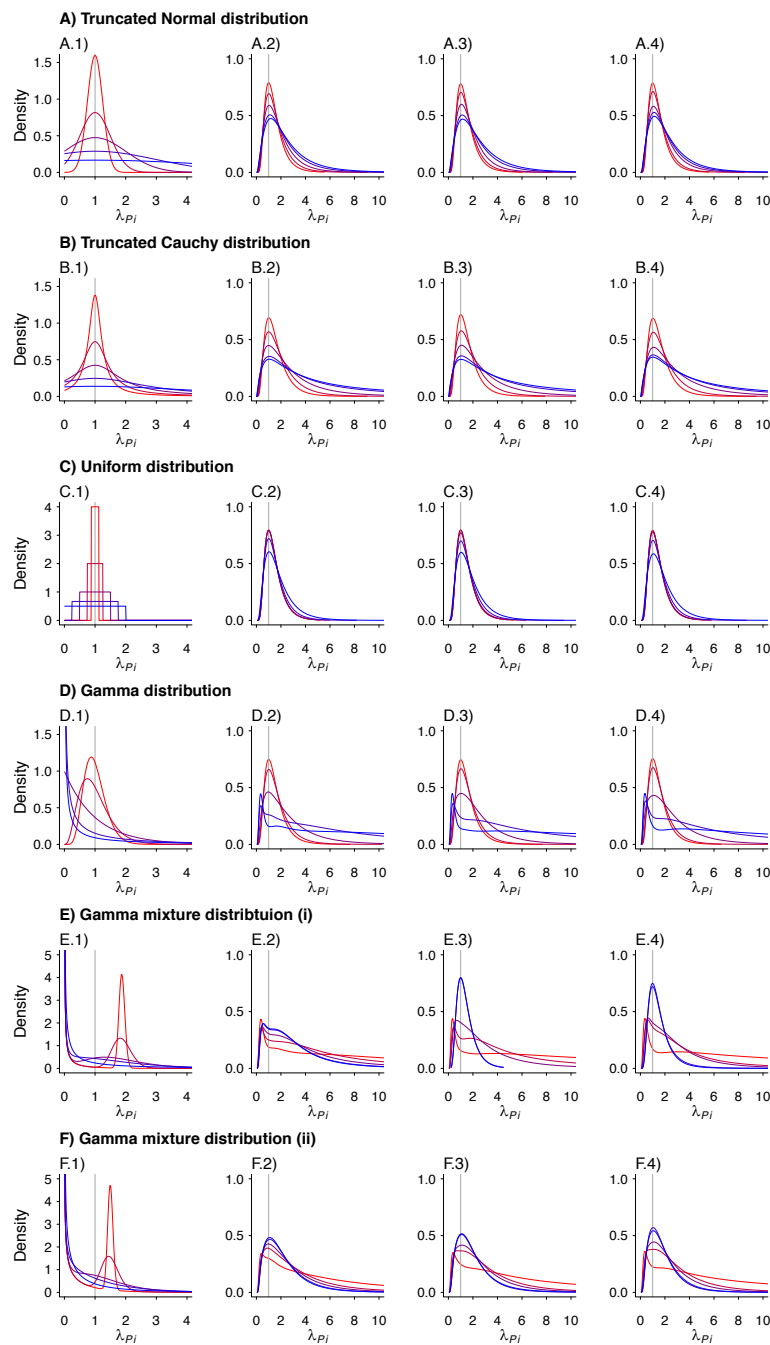 A) Truncated Normal distribution
A.1) A.2) A.3) A.4)
Density
1.5 1.0 0.5 0.0
1.0 0.5 0.0
1.0 0.5 0.0
1.0 0.5 0.0
0 1 2 3 4
0 2 4 6 8 10
0 2 4 6 8 10
0 2 4 6 8 10
λPi λPi λPi λPi
B) Truncated Cauchy distribution
B.1) B.2) B.3) B.4)
Density
1.5 1.0 0.5 0.0
1.0 0.5 0.0
1.0 0.5 0.0
1.0 0.5 0.0
0 1 2 3 4
0 2 4 6 8 10
0 2 4 6 8 10
0 2 4 6 8 10
λPi λPi λPi λPi
C) Uniform distribution
C.1) C.2) C.3) C.4)
Density
4 3 2 1 0
1.0 0.5 0.0
1.0 0.5 0.0
1.0 0.5 0.0
0 1 2 3 4
0 2 4 6 8 10
0 2 4 6 8 10
0 2 4 6 8 10
λPi λPi λPi λPi
D) Gamma distribution
D.1) D.2) D.3) D.4)
Density
1.5 1.0 0.5 0.0
1.0 0.5 0.0
1.0 0.5 0.0
1.0 0.5 0.0
0 1 2 3 4
0 2 4 6 8 10
0 2 4 6 8 10
0 2 4 6 8 10
λPi λPi λPi λPi
E) Gamma mixture distribtuion (i)
E.1) E.2) E.3) E.4)
Density
5 4 3 2 1 0
1.0 0.5 0.0
1.0 0.5 0.0
1.0 0.5 0.0
0 1 2 3 4
0 2 4 6 8 10
0 2 4 6 8 10
0 2 4 6 8 10
λPi λPi λPi λPi
F) Gamma mixture distribution (ii)
F.1) F.2) F.3) F.4)
Density
5 4 3 2 1 0
1.0 0.5 0.0
1.0 0.5 0.0
1.0 0.5 0.0
0 1 2 3 4
0 2 4 6 8 10
0 2 4 6 8 10
0 2 4 6 8 10
λPi λPi λPi λPi